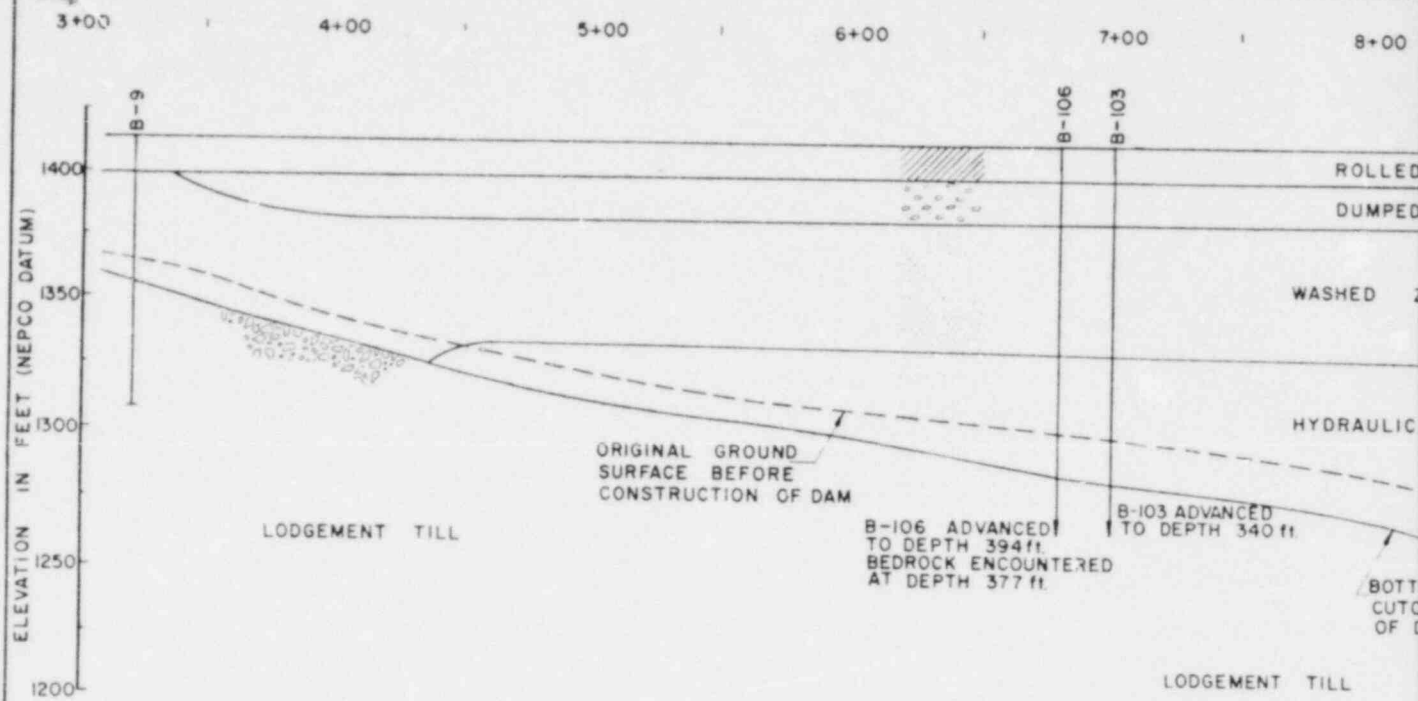 3+00 4+00 5+00 6+00 7+00 8+00
B-9
B-106
B-103
1400
ROLLED
DUMPED
ELEVATION IN FEET (NEPCO DATUM)
1350
WASHED
1300
HYDRAULIC
ORIGINAL GROUND
SURFACE BEFORE
CONSTRUCTION OF DAM
LODGEMENT TILL
B-106 ADVANCED
TO DEPTH 394 ft.
BEDROCK ENCOUNTERED
AT DEPTH 377 ft.
B-103 ADVANCED
TO DEPTH 340 ft.
1250
BOTT
CUTO
OF D
1200
LODGEMENT TILL